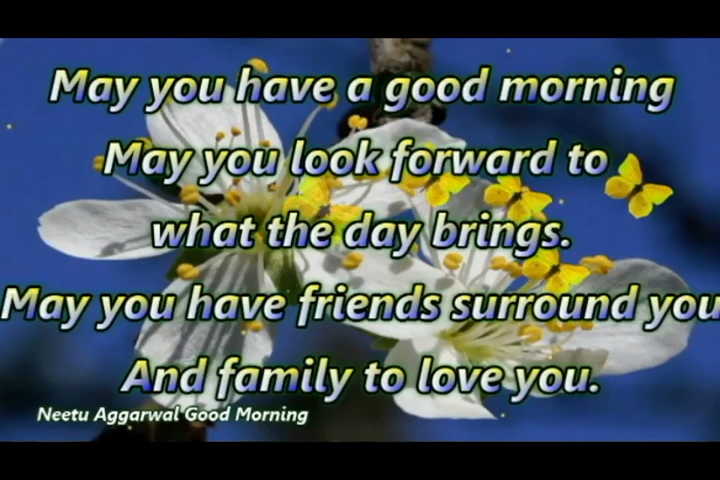 May you have a good morning
May you look forward to
what the day brings.
May you have friends surround you
And family to love you.
Neetu Aggarwal Good Morning